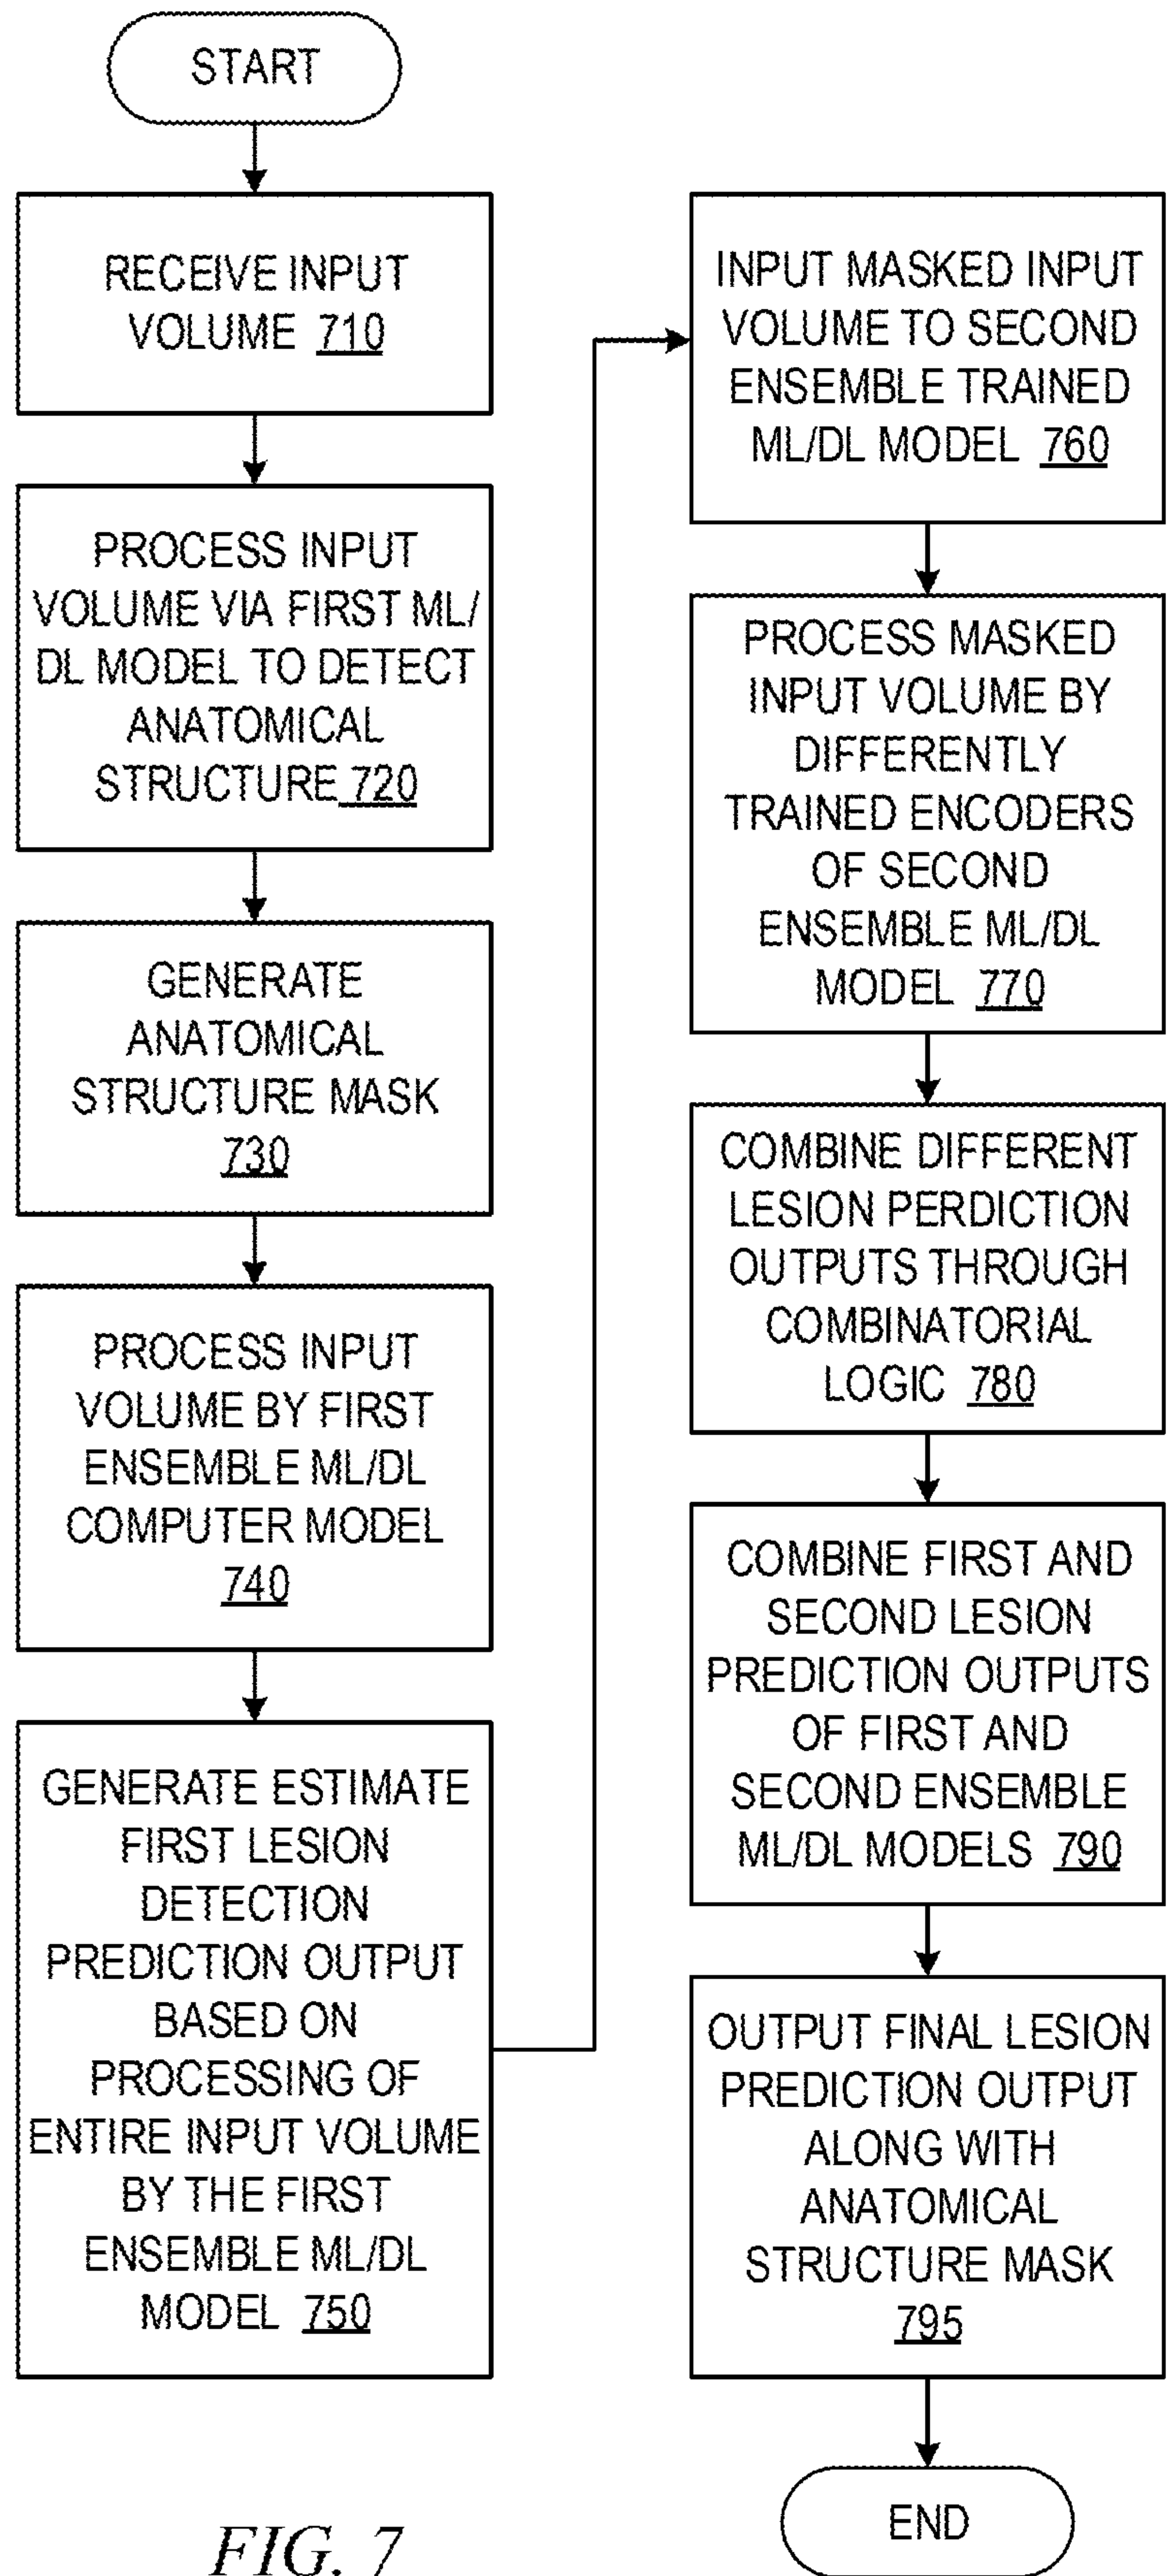 START
RECEIVE INPUT
VOLUME 710
PROCESS INPUT
VOLUME VIA FIRST ML/
DL MODEL TO DETECT
ANATOMICAL
STRUCTURE 720
GENERATE
ANATOMICAL
STRUCTURE MASK
730
PROCESS INPUT
VOLUME BY FIRST
ENSEMBLE ML/DL
COMPUTER MODEL
740
GENERATE ESTIMATE
FIRST LESION
DETECTION
PREDICTION OUTPUT
BASED ON
PROCESSING OF
ENTIRE INPUT VOLUME
BY THE FIRST
ENSEMBLE ML/DL
MODEL 750
INPUT MASKED INPUT
VOLUME TO SECOND
ENSEMBLE TRAINED
ML/DL MODEL 760
PROCESS MASKED
INPUT VOLUME BY
DIFFERENTLY
TRAINED ENCODERS
OF SECOND
ENSEMBLE ML/DL
MODEL 770
COMBINE DIFFERENT
LESION PERDICTION
OUTPUTS THROUGH
COMBINATORIAL
LOGIC 780
COMBINE FIRST AND
SECOND LESION
PREDICTION OUTPUTS
OF FIRST AND
SECOND ENSEMBLE
ML/DL MODELS 790
OUTPUT FINAL LESION
PREDICTION OUTPUT
ALONG WITH
ANATOMICAL
STRUCTURE MASK
795
END
FIG. 7